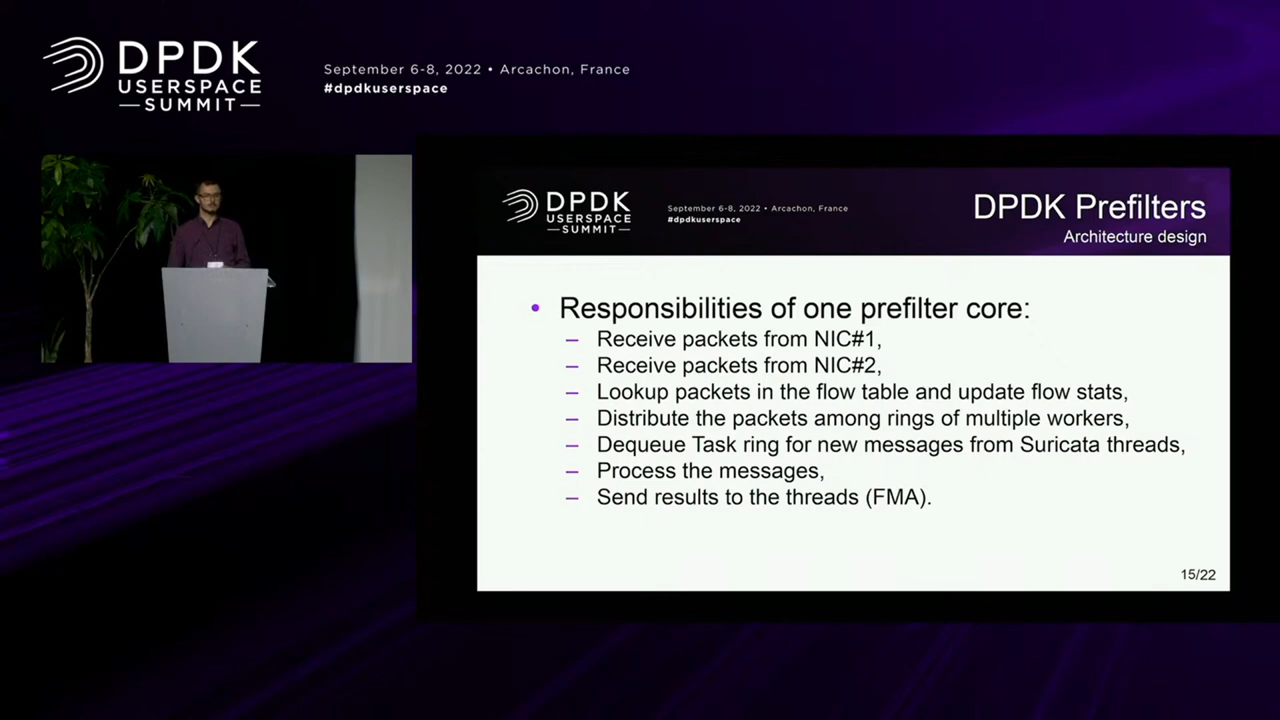 DPDK
USERSPACE
SUMMIT
September 6-8, 2022 • Arcachon, France
#dpdkuserspace
DPDK
USERSPACE
SUMMIT
September 6-8, 2022 • Arcachon, France
#dpdkuserspace
DPDK Prefilters
Architecture design
• Responsibilities of one prefilter core:
– Receive packets from NIC#1,
– Receive packets from NIC#2,
– Lookup packets in the flow table and update flow stats,
– Distribute the packets among rings of multiple workers,
– Dequeue Task ring for new messages from Suricata threads,
– Process the messages,
– Send results to the threads (FMA).
15/22